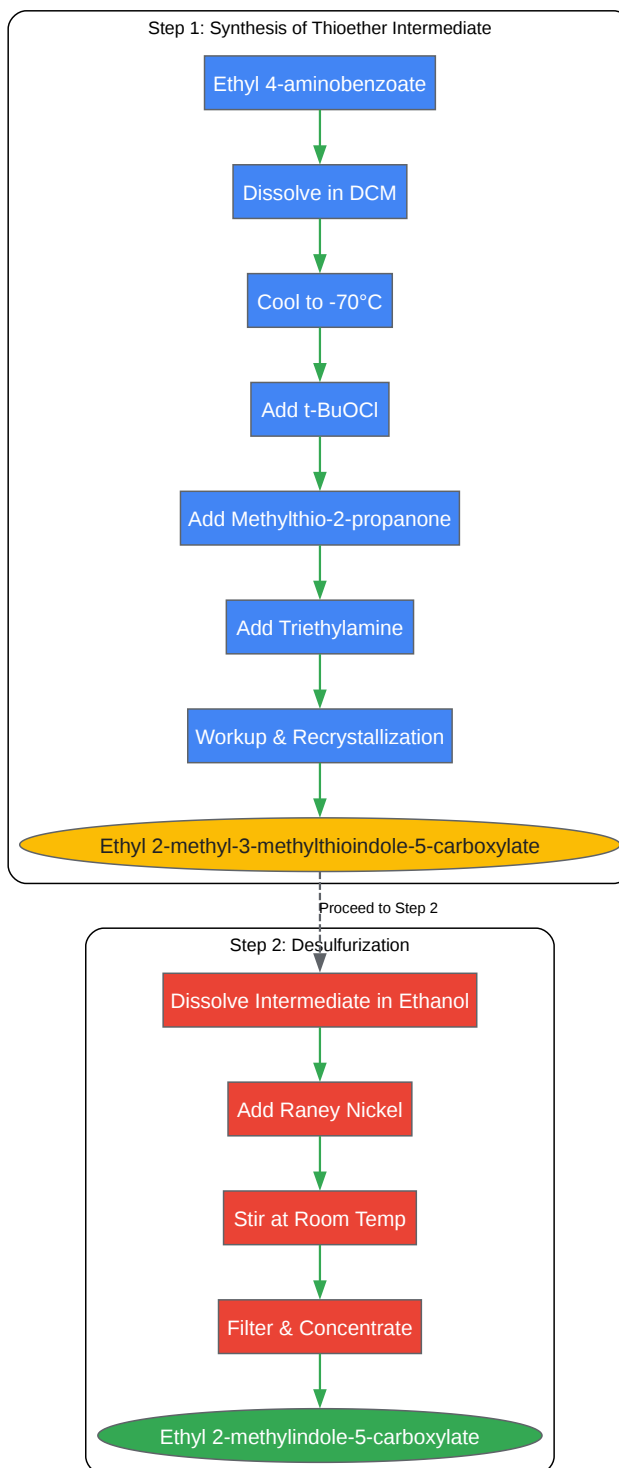 Step 1: Synthesis of Thioether Intermediate
Ethyl 4-aminobenzoate
Dissolve in DCM
Cool to -70°C
Add t-BuOCl
Add Methylthio-2-propanone
Add Triethylamine
Workup & Recrystallization
Ethyl 2-methyl-3-methylthioindole-5-carboxylate
Proceed to Step 2
Step 2: Desulfurization
Dissolve Intermediate in Ethanol
Add Raney Nickel
Stir at Room Temp
Filter & Concentrate
Ethyl 2-methylindole-5-carboxylate